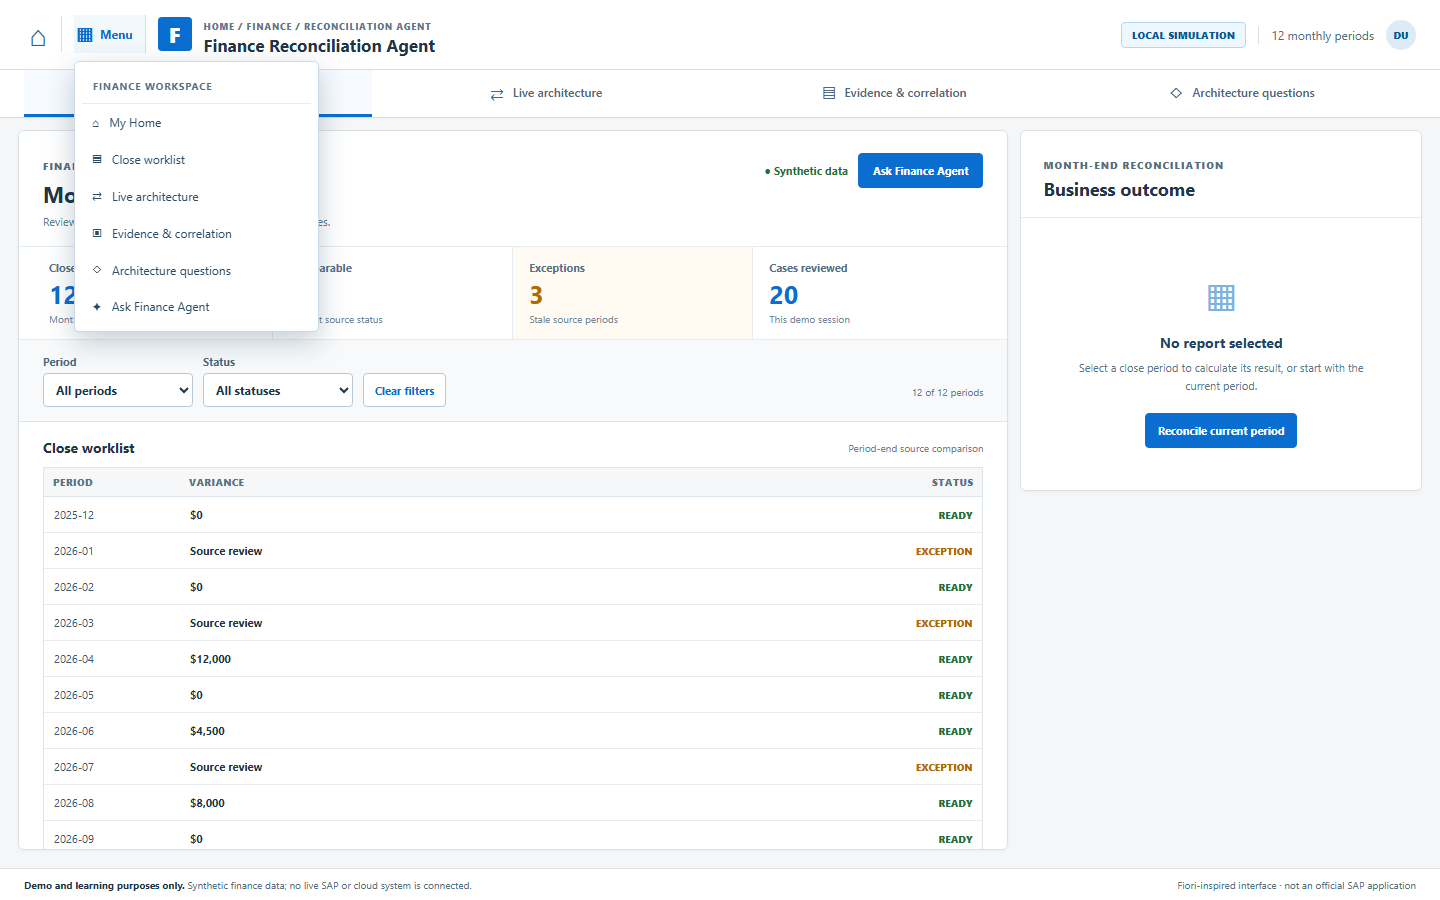 Menu
F
HOME / FINANCE / RECONCILIATION AGENT
Finance Reconciliation Agent
LOCAL SIMULATION
12 monthly periods
DU
FINANCE WORKSPACE
My Home
Close worklist
Live architecture
Evidence & correlation
Architecture questions
Ask Finance Agent
Live architecture
Evidence & correlation
Architecture questions
Synthetic data
Ask Finance Agent
Review
Close
12
Exceptions
3
Stale source periods
Cases reviewed
20
This demo session
source status
Period
All periods
Status
All statuses
Clear filters
12 of 12 periods
Close worklist
Period-end source comparison
PERIOD VARIANCE STATUS
2025-12 $0 READY
2026-01 Source review EXCEPTION
2026-02 $0 READY
2026-03 Source review EXCEPTION
2026-04 $12,000 READY
2026-05 $0 READY
2026-06 $4,500 READY
2026-07 Source review EXCEPTION
2026-08 $8,000 READY
2026-09 $0 READY
MONTH-END RECONCILIATION
Business outcome
No report selected
Select a close period to calculate its result, or start with the
current period.
Reconcile current period
Demo and learning purposes only. Synthetic finance data; no live SAP or cloud system is connected.
Fiori-inspired interface · not an official SAP application